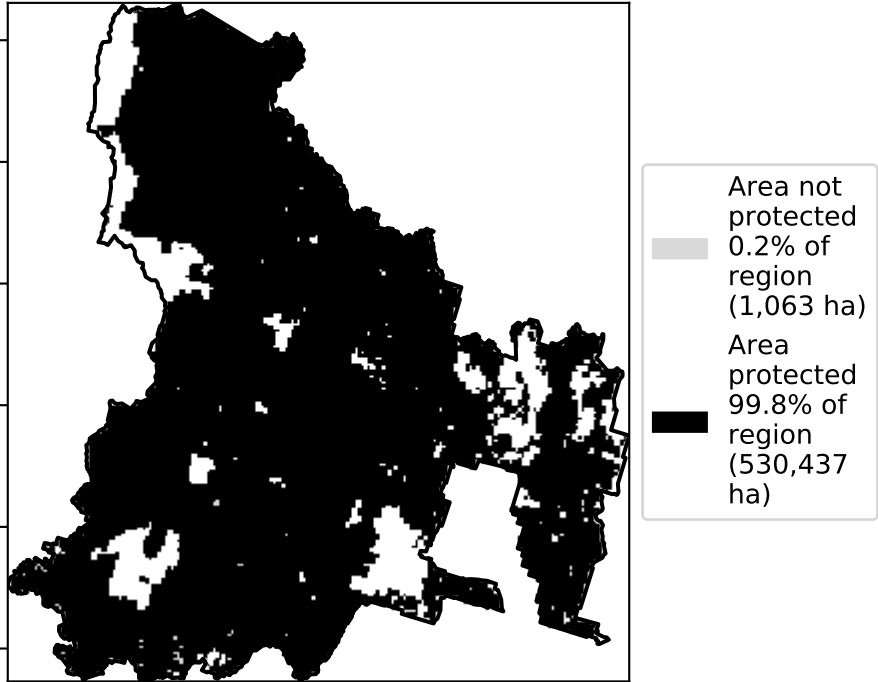 Area not
protected
0.2% of
region
(1,063 ha)
Area
protected
99.8% of
region
(530,437
ha)